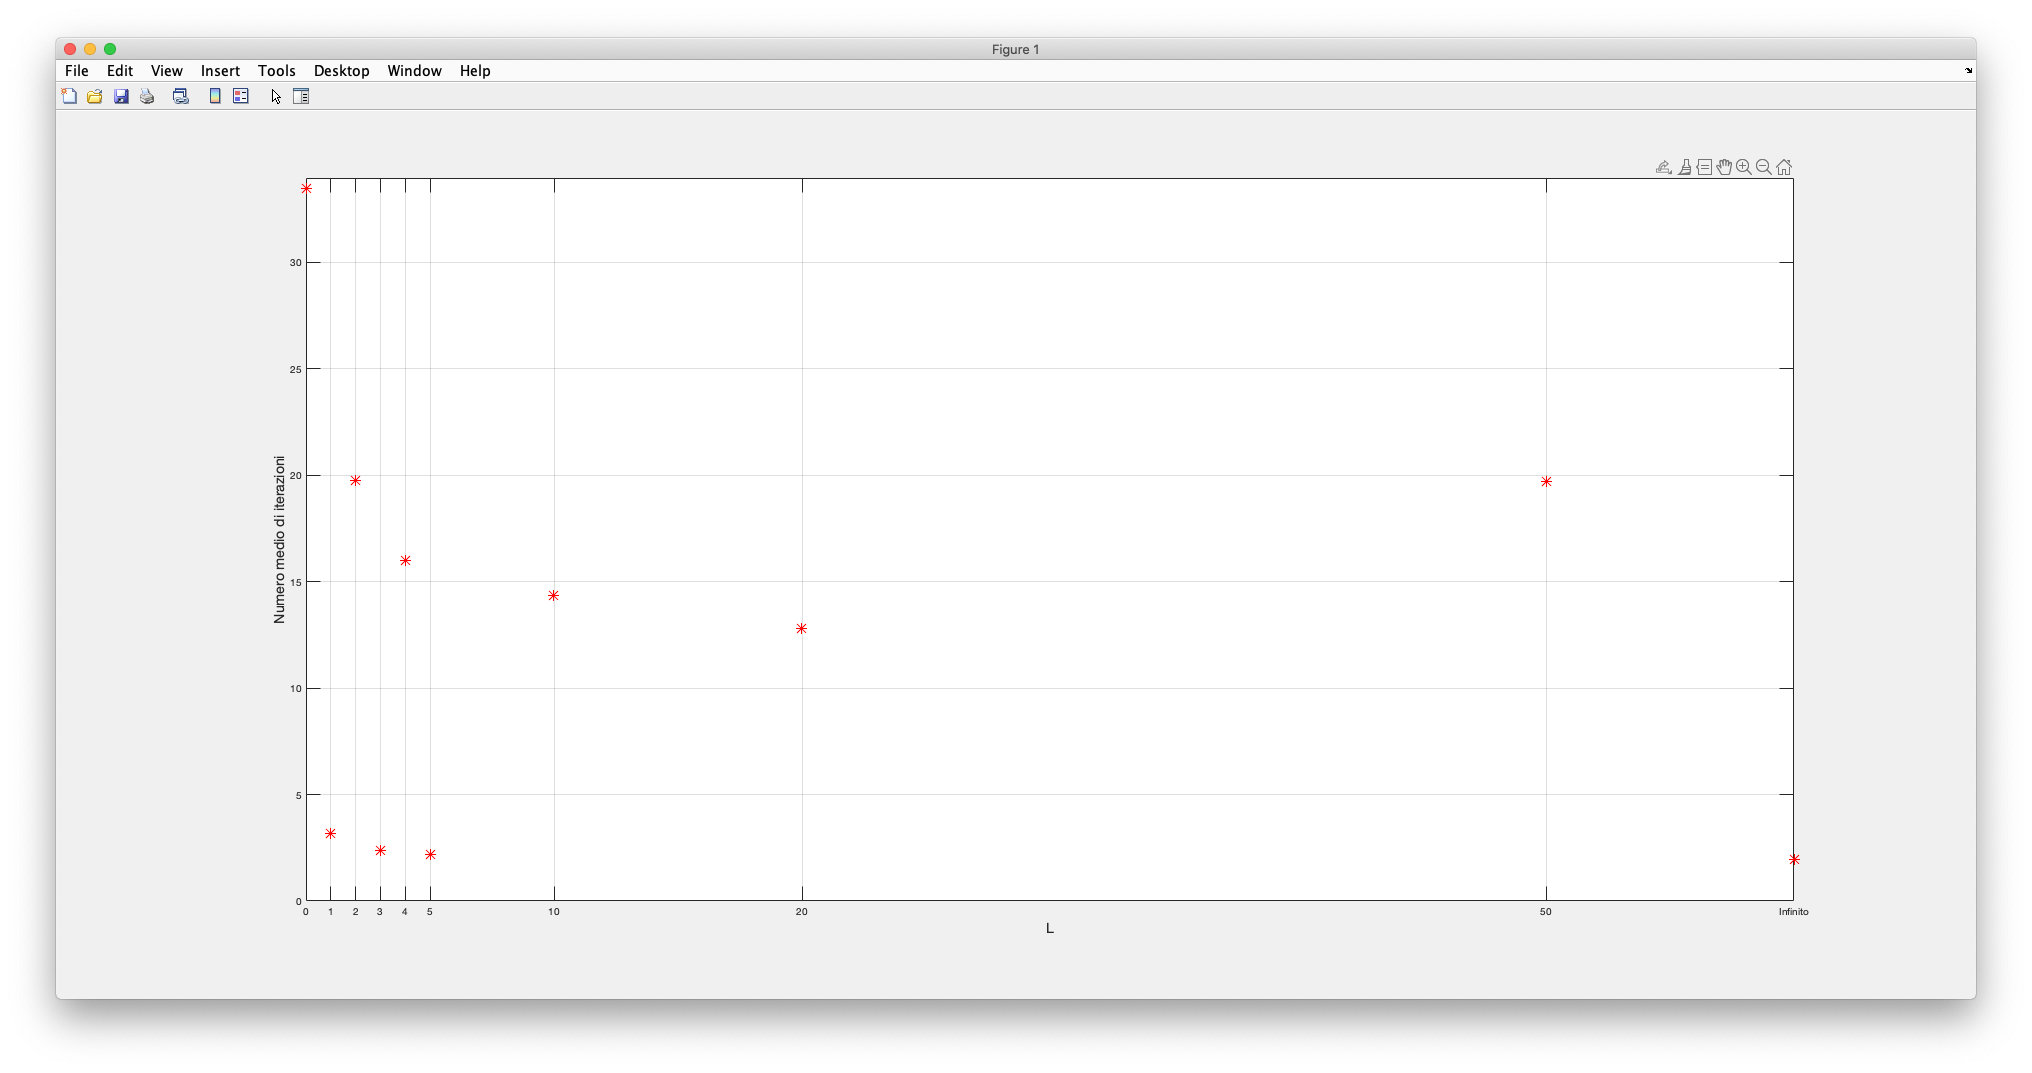 Figure 1
File Edit View Insert Tools Desktop Window Help
30
25
20
15
10
5
0
Numero medio di iterazioni
0 1 2 3 4 5 10 20 50 Infinito
L